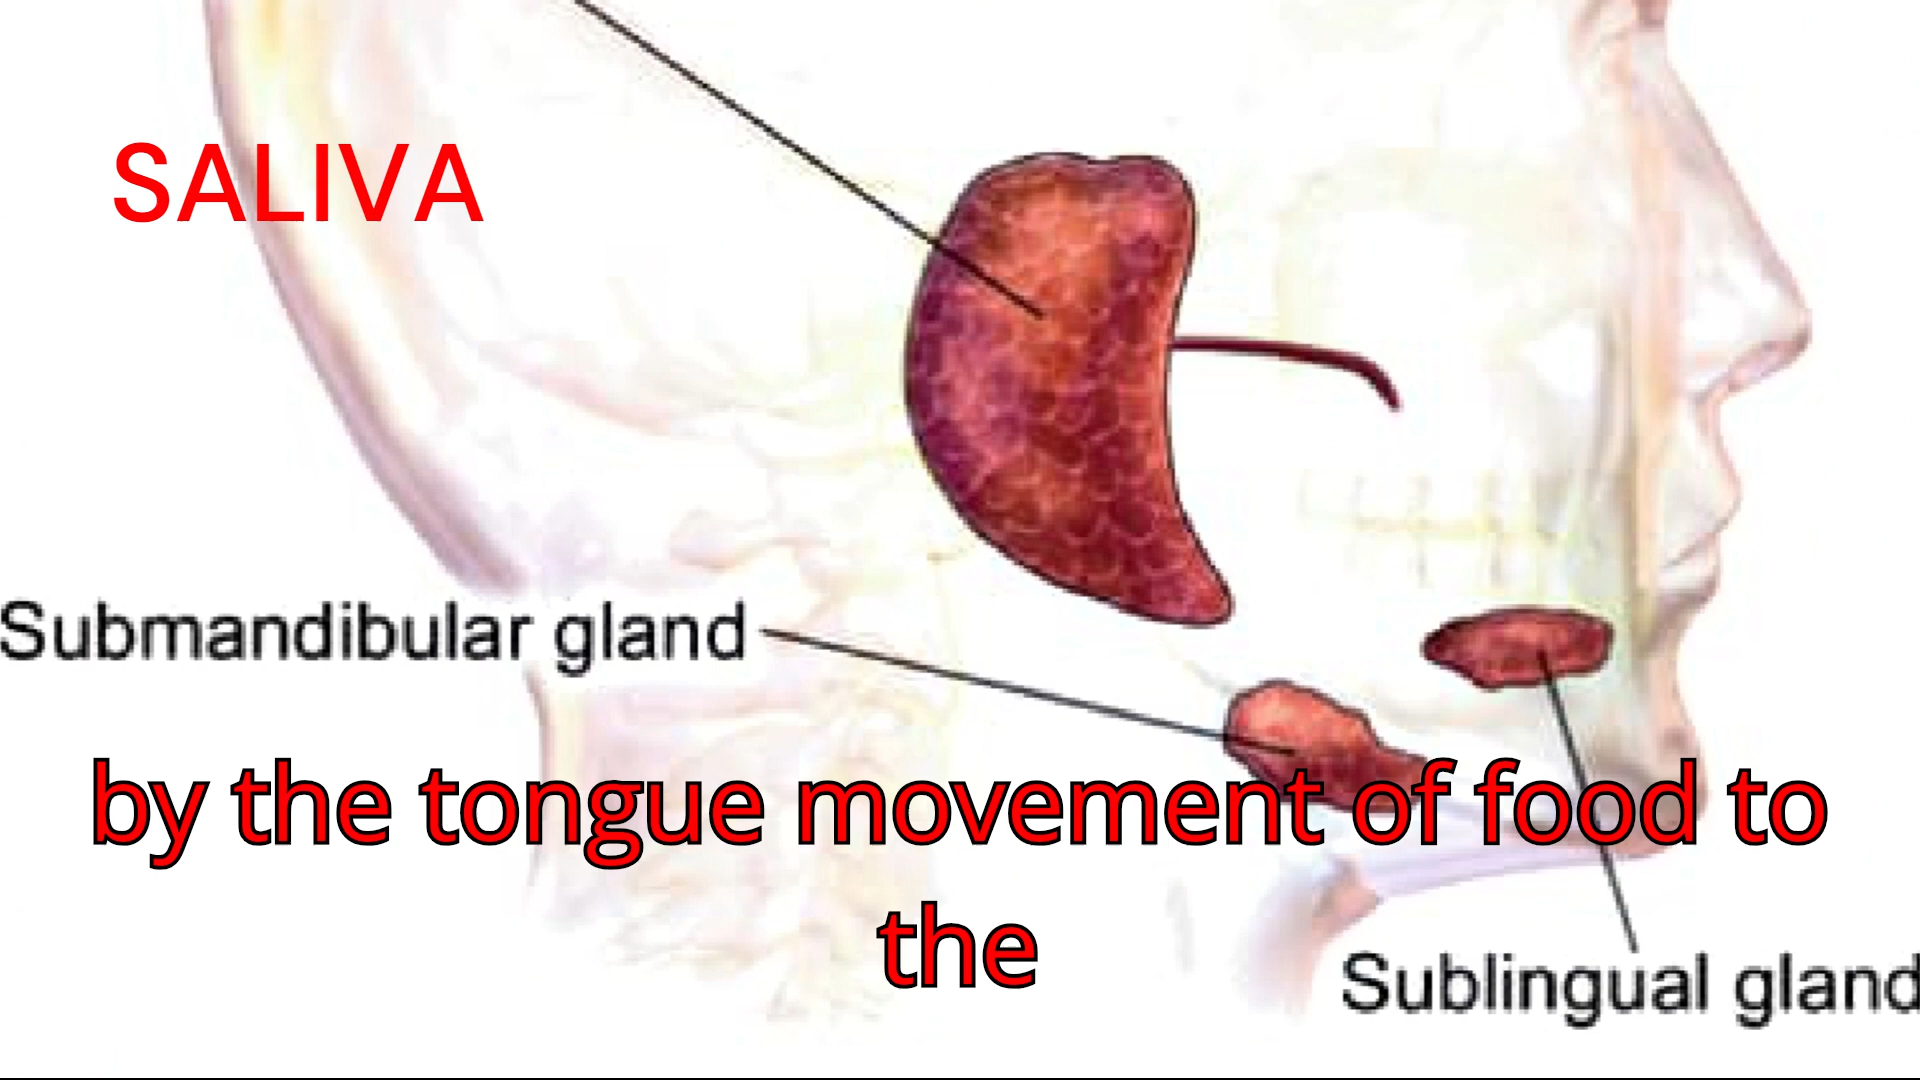 SALIVA
Submandibular gland
by the tongue movement of food to
the
Sublingual gland